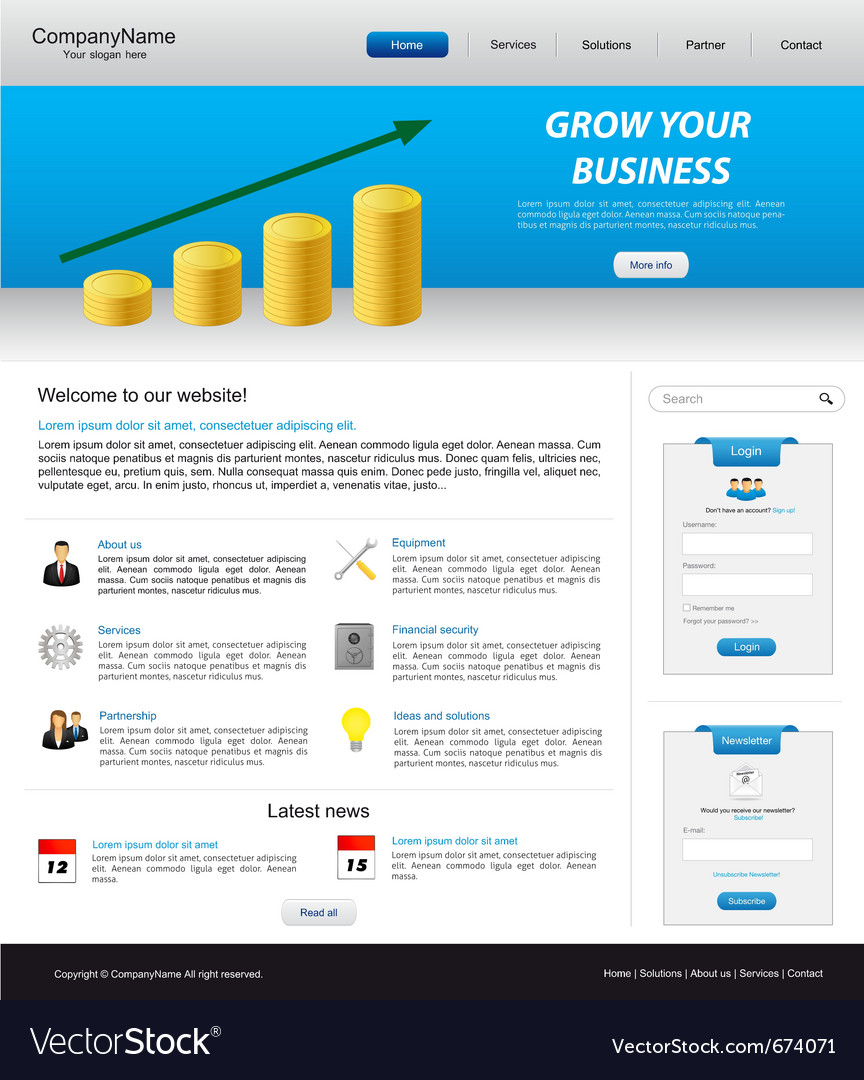 CompanyName
Your slogan here
Home
Services
Solutions
Partner
Contact
GROW YOUR
BUSINESS
Lorem ipsum dolor sit amet, consectetuer adipiscing elit. Aenean
commodo ligula eget dolor. Aenean massa. Cum sociis natoque pena-
tibus et magnis dis parturient montes, nascetur ridiculus mus.
More info
Welcome to our website!
Lorem ipsum dolor sit amet, consectetuer adipiscing elit.
Lorem ipsum dolor sit amet, consectetuer adipiscing elit. Aenean commodo ligula eget dolor. Aenean massa. Cum
sociis natoque penatibus et magnis dis parturient montes, nascetur ridiculus mus. Donec quam felis, ultricies nec,
pellentesque eu, pretium quis, sem. Nulla consequat massa quis enim. Donec pede justo, fringilla vel, aliquet nec,
vulputate eget, arcu. In enim justo, rhoncus ut, imperdiet a, venenatis vitae, justo...
About us
Lorem ipsum dolor sit amet, consectetuer adipiscing
elit. Aenean commodo ligula eget dolor. Aenean
massa. Cum sociis natoque penatibus et magnis dis
parturient montes, nascetur ridiculus mus.
Equipment
Lorem ipsum dolor sit amet, consectetuer adipiscing
elit. Aenean commodo ligula eget dolor. Aenean
massa. Cum sociis natoque penatibus et magnis dis
parturient montes, nascetur ridiculus mus.
Services
Lorem ipsum dolor sit amet, consectetuer adipiscing
elit. Aenean commodo ligula eget dolor. Aenean
massa. Cum sociis natoque penatibus et magnis dis
parturient montes, nascetur ridiculus mus.
Financial security
Lorem ipsum dolor sit amet, consectetuer adipiscing
elit. Aenean commodo ligula eget dolor. Aenean
massa. Cum sociis natoque penatibus et magnis dis
parturient montes, nascetur ridiculus mus.
Partnership
Lorem ipsum dolor sit amet, consectetuer adipiscing
elit. Aenean commodo ligula eget dolor. Aenean
massa. Cum sociis natoque penatibus et magnis dis
parturient montes, nascetur ridiculus mus.
Ideas and solutions
Lorem ipsum dolor sit amet, consectetuer adipiscing
elit. Aenean commodo ligula eget dolor. Aenean
massa. Cum sociis natoque penatibus et magnis dis
parturient montes, nascetur ridiculus mus.
Latest news
12
Lorem ipsum dolor sit amet
Lorem ipsum dolor sit amet, consectetuer adipiscing
elit. Aenean commodo ligula eget dolor. Aenean
massa.
15
Lorem ipsum dolor sit amet
Lorem ipsum dolor sit amet, consectetuer adipiscing
elit. Aenean commodo ligula eget dolor. Aenean
massa.
Read all
Search
Login
Don't have an account? Sign up!
Username:
Password:
Remember me
Forgot your password? >>
Login
Newsletter
Newsletter
@
Would you receive our newsletter?
Subscribe!
E-mail:
Unsubscribe Newsletter!
Subscribe
Copyright © CompanyName All right reserved.
Home | Solutions | About us | Services | Contact
VectorStock®
VectorStock.com/674071